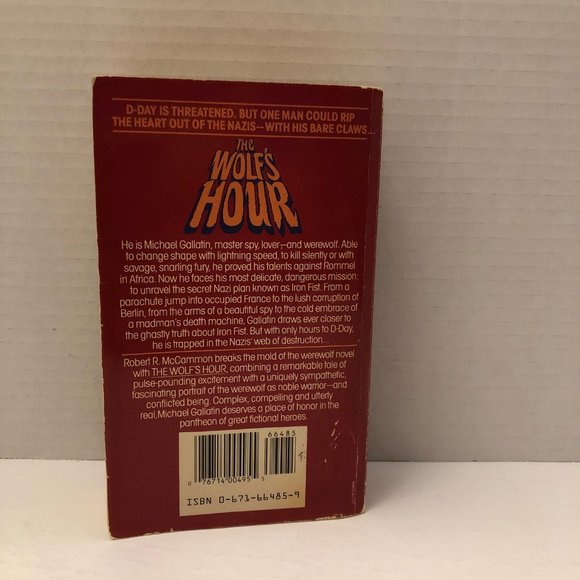 D-DAY IS THREATENED. BUT ONE MAN COULD RIP
THE HEART OUT OF THE NAZIS—WITH HIS BARE CLAWS...
THE
WOLF'S
HOUR
He is Michael Gallatin, master spy, lover—and werewolf. Able
to change shape with lightning speed, to kill silently or with
savage, snarling fury, he proved his talents against Rommel
in Africa. Now he faces his most delicate, dangerous mission:
to unravel the secret Nazi plan known as Iron Fist. From a
parachute jump into occupied France to the lush corruption of
Berlin, from the arms of a beautiful spy to the cold embrace of
a madman's death machine, Gallatin draws ever closer to
the ghastly truth about Iron Fist. But with only hours to D-Day,
he is trapped in the Nazis' web of destruction...
Robert R. McCammon breaks the mold of the werewolf novel
with THE WOLF'S HOUR, combining a remarkable tale of
pulse-pounding excitement with a uniquely sympathetic,
fascinating portrait of the werewolf as noble warrior—and
conflicted being. Complex, compelling and utterly
real, Michael Gallatin deserves a place of honor in the
pantheon of great fictional heroes.
66485
0 76714 00495 5
ISBN 0-671-66485-9